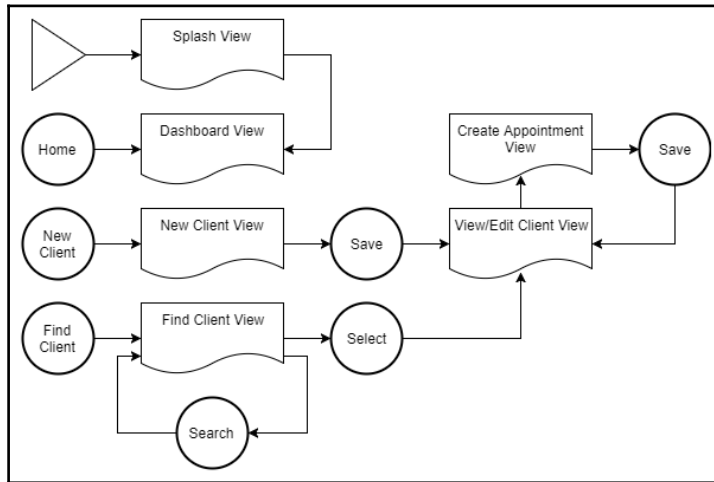 Splash View
Dashboard View
Create Appointment
View
Home
Save
New
Client
New Client View
Save
View/Edit Client View
Find
Client
Find Client View
Select
Search